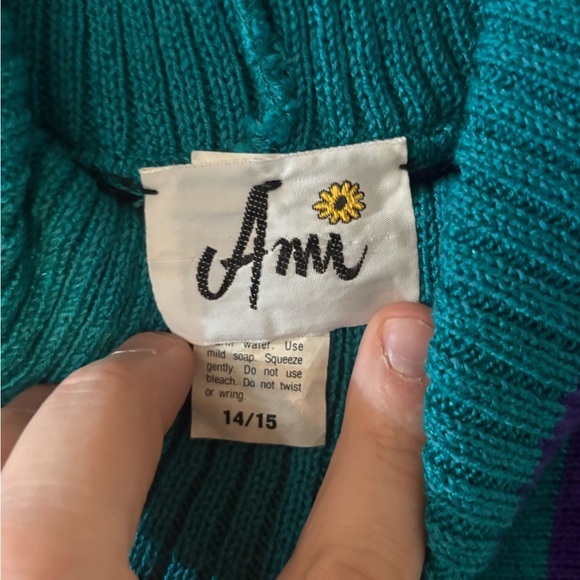 Ami
water. Use
mild soap. Squeeze
gently. Do not use
bleach. Do not twist
or wring.
14/15